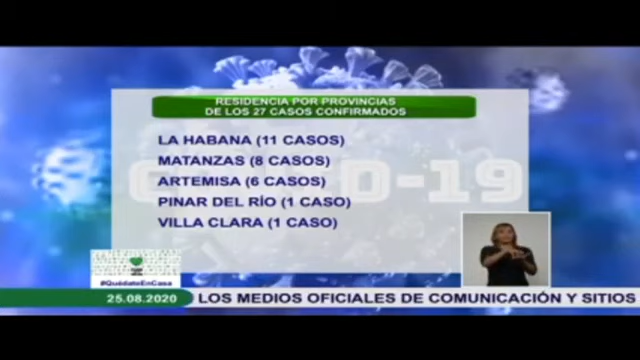 RESIDENCIA POR PROVINCIAS
DE LOS 27 CASOS CONFIRMADOS
LA HABANA (11 CASOS)
MATANZAS (8 CASOS)
ARTEMISA (6 CASOS)
COVID-19
PINAR DEL RÍO (1 CASO)
VILLA CLARA (1 CASO)
#QuédateEnCasa
25.08.2020 LOS MEDIOS OFICIALES DE COMUNICACIÓN Y SITIOS